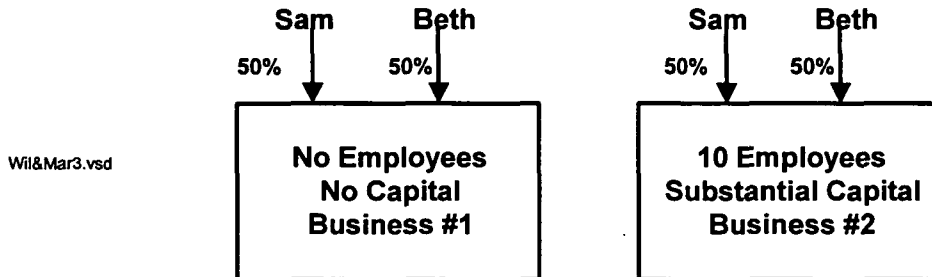 Sam Beth Sam Beth
50% 50% 50% 50%
Wil&Mar3.vsd
No Employees
No Capital
Business #1
10 Employees
Substantial Capital
Business #2